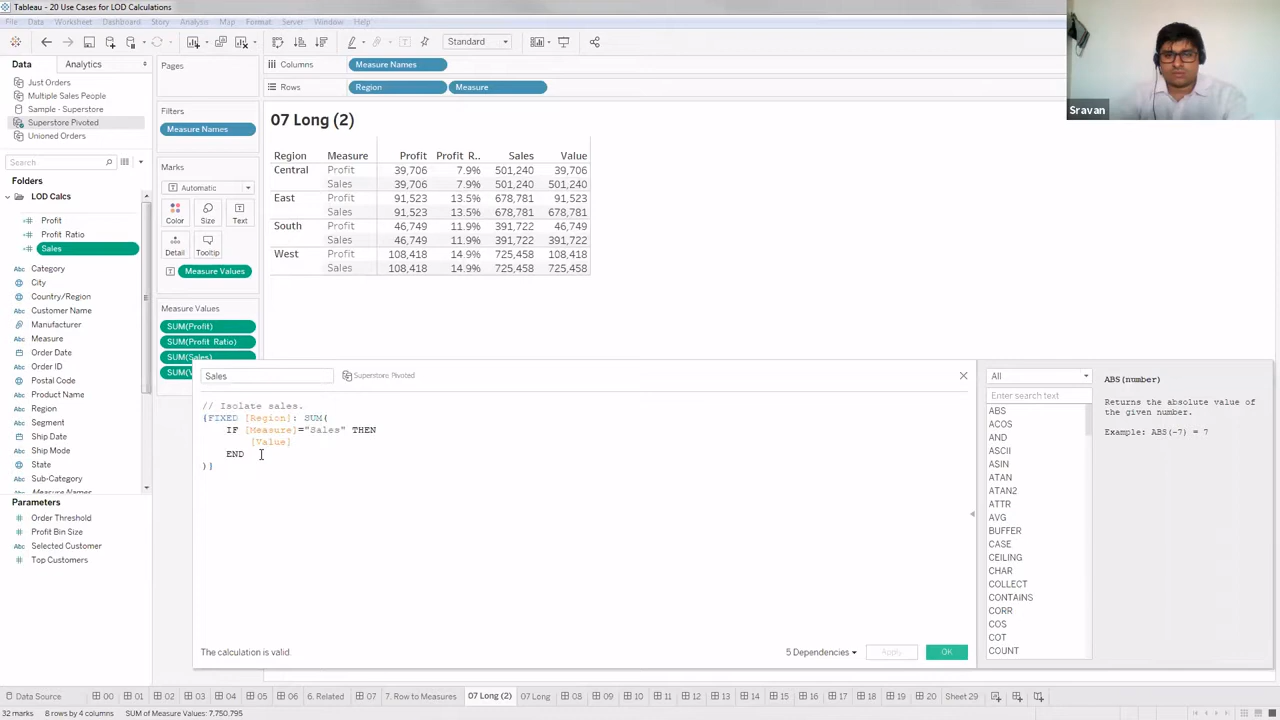 Tableau - 20 Use Cases for LOD Calculations
File Data Worksheet Dashboard Story Analysis Map Format Server Window Help
Standard
Data Analytics
Just Orders
Multiple Sales People
Sample - Superstore
Superstore Pivoted
Unioned Orders
Search
Folders
LOD Calcs
Profit
Profit Ratio
Sales
Abc Category
City
Country/Region
Abc Customer Name
Manufacturer
Abc Measure
Order Date
Abc Order ID
Postal Code
Abc Product Name
Abc Region
Abc Segment
Ship Date
Abc Ship Mode
State
Abc Sub-Category
Abc Measure Names
Parameters
Order Threshold
Profit Bin Size
Abc Selected Customer
Top Customers
Pages
Filters
Measure Names
Marks
Automatic
Color Size Text
Detail Tooltip
Measure Values
Measure Values
SUM(Profit)
SUM(Profit Ratio)
SUM(Sales)
Columns Measure Names
Rows Region Measure
07 Long (2)
Region Measure Profit Profit R.. Sales Value
Central Profit 39,706 7.9% 501,240 39,706
Sales 39,706 7.9% 501,240 501,240
East Profit 91,523 13.5% 678,781 91,523
Sales 91,523 13.5% 678,781 678,781
South Profit 46,749 11.9% 391,722 46,749
Sales 46,749 11.9% 391,722 391,722
West Profit 108,418 14.9% 725,458 108,418
Sales 108,418 14.9% 725,458 725,458
Sravan
Sales Superstore Pivoted
// Isolate sales.
{FIXED [Region]: SUM(
IF [Measure]="Sales" THEN
[Value]
END
)}
The calculation is valid.
5 Dependencies Apply OK
All
Enter search text
ABS
ACOS
AND
ASCII
ASIN
ATAN
ATAN2
ATTR
AVG
BUFFER
CASE
CEILING
CHAR
COLLECT
CONTAINS
CORR
COS
COT
COUNT
ABS(number)
Returns the absolute value of
the given number.
Example: ABS(-7) = 7
Data Source 00 01 02 03 04 05 06 6. Related 07 7. Row to Measures 07 Long (2) 07 Long 08 09 10 11 12 13 14 15 16 17 18 19 20 Sheet 29
32 marks 8 rows by 4 columns SUM of Measure Values: 7,750,795